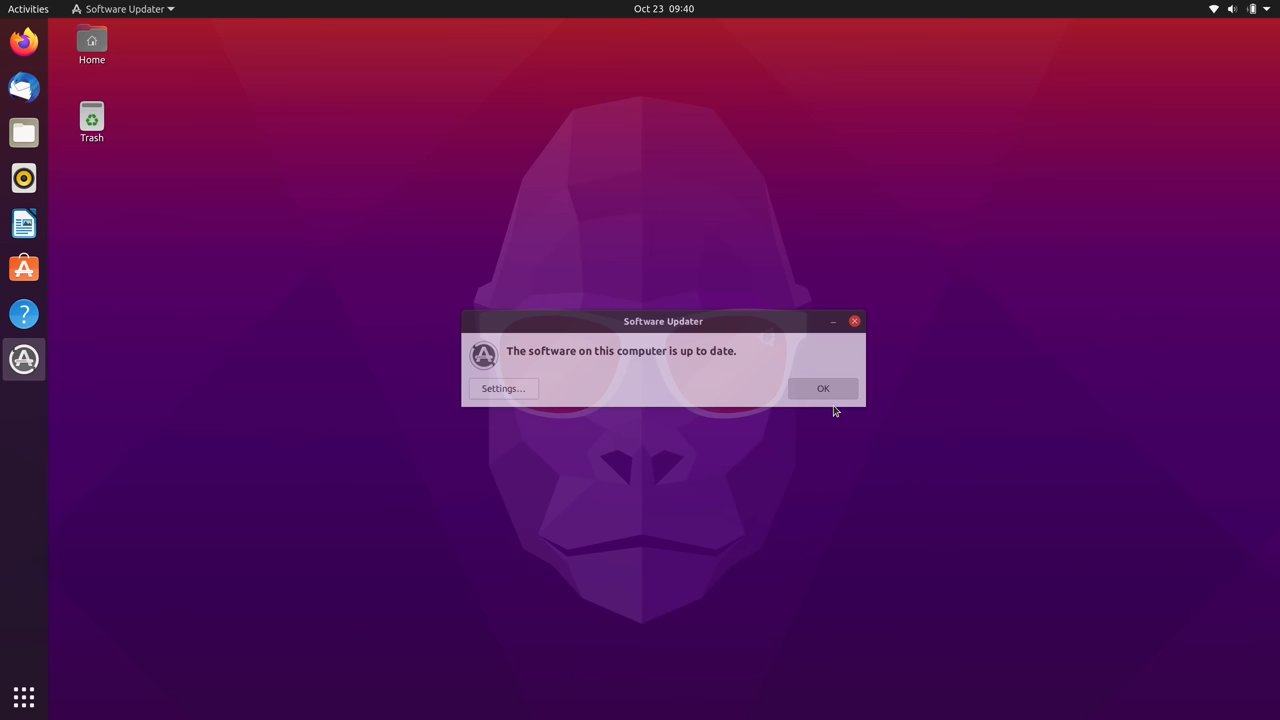 Activities
Software Updater
Oct 23 09:40
Home
Trash
Software Updater
The software on this computer is up to date.
Settings…
OK